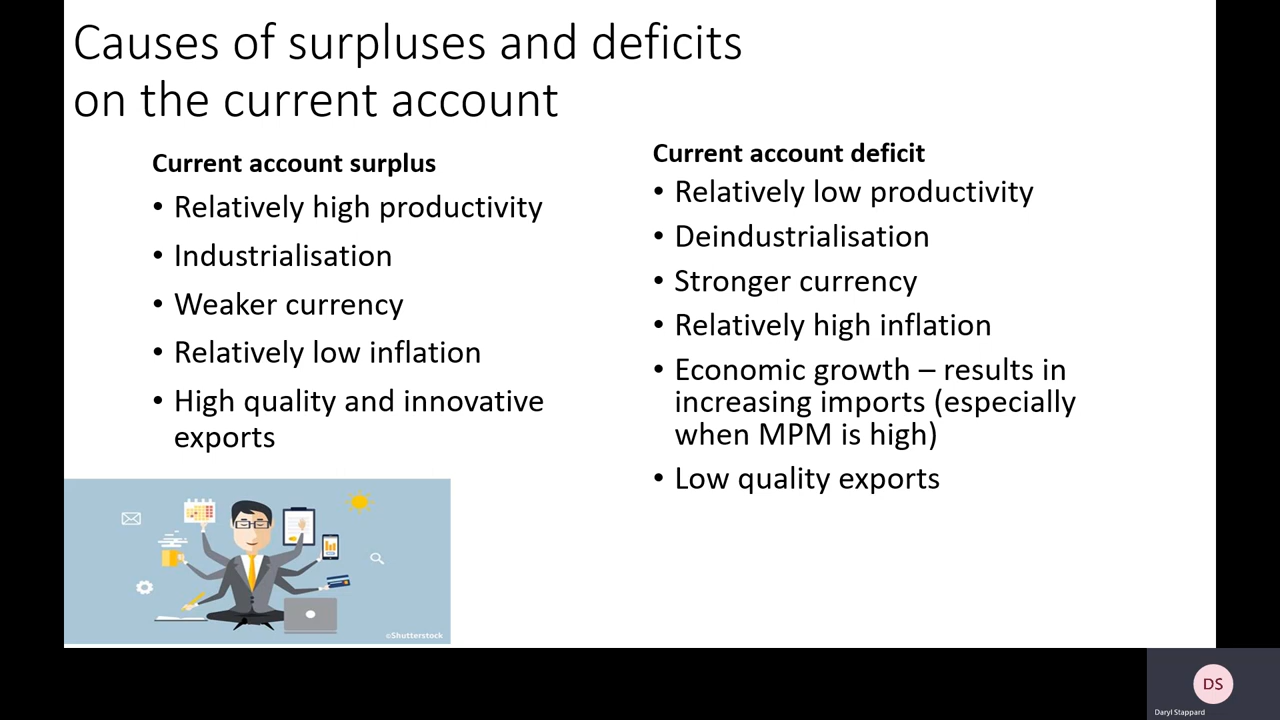 Causes of surpluses and deficits
on the current account
Current account surplus
• Relatively high productivity
• Industrialisation
• Weaker currency
• Relatively low inflation
• High quality and innovative
exports
Current account deficit
• Relatively low productivity
• Deindustrialisation
• Stronger currency
• Relatively high inflation
• Economic growth – results in
increasing imports (especially
when MPM is high)
• Low quality exports
©Shutterstock
DS
Daryl Stappard